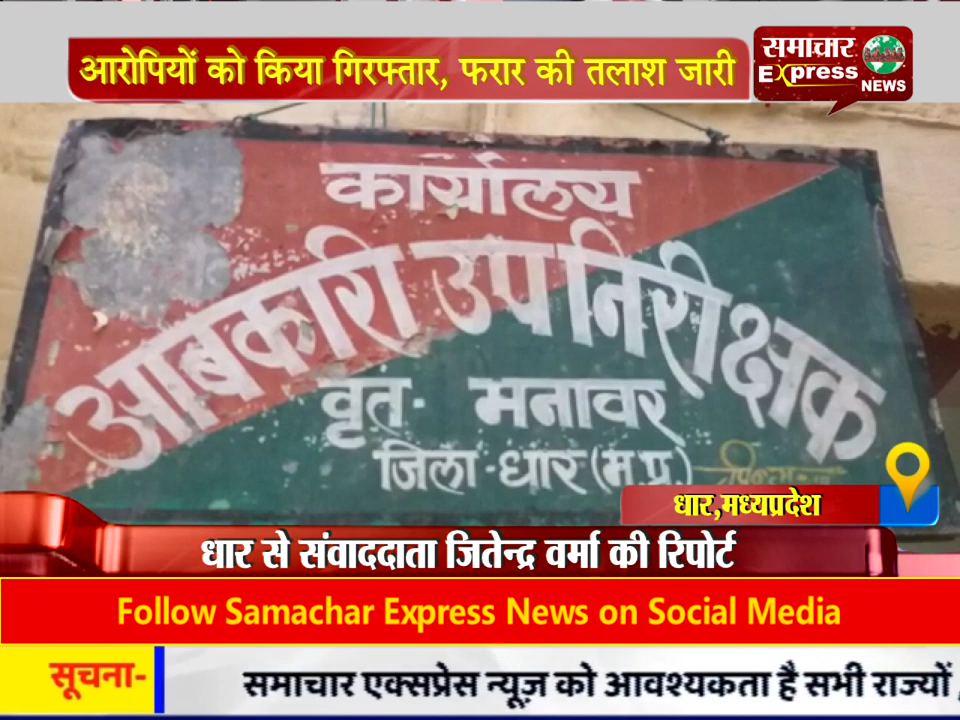 आरोपियों को किया गिरफ्तार, फरार की तलाश जारी
समाचार
Express
NEWS
कार्यालय
आबकारी उपनिरीक्षक
वृत- मनावर
जिला-धार (म.प्र.)
धार,मध्यप्रदेश
धार से संवाददाता जितेन्द्र वर्मा की रिपोर्ट
Follow Samachar Express News on Social Media
सूचना- समाचार एक्सप्रेस न्यूज़ को आवश्यकता है सभी राज्यों,